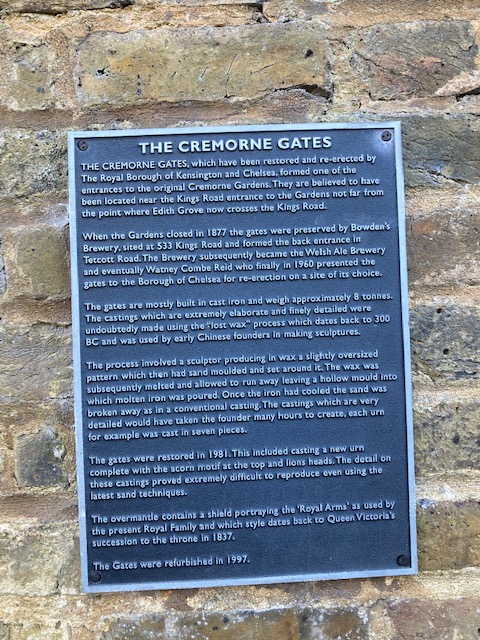 THE CREMORNE GATES
THE CREMORNE GATES, which have been restored and re-erected by
The Royal Borough of Kensington and Chelsea, formed one of the
entrances to the original Cremorne Gardens. They are believed to have
been located near the Kings Road entrance to the Gardens not far from
the point where Edith Grove now crosses the Kings Road.
When the Gardens closed in 1877 the gates were preserved by Bowden's
Brewery, sited at 533 Kings Road and formed the back entrance in
Tettcott Road. The Brewery subsequently became the Welsh Ale Brewery
and eventually Watney Combe Reid who finally in 1960 presented the
gates to the Borough of Chelsea for re-erection on a site of its choice.
The gates are mostly built in cast iron and weigh approximately 8 tonnes.
The castings which are extremely elaborate and finely detailed were
undoubtedly made using the "lost wax" process which dates back to 300
BC and was used by early Chinese founders in making sculptures.
The process involved a sculptor producing in wax a slightly oversized
pattern which then had sand moulded and set around it. The wax was
subsequently melted and allowed to run away leaving a hollow mould into
which molten iron was poured. Once the iron had cooled the sand was
broken away as in a conventional casting. The castings which are very
detailed would have taken the founder many hours to create, each urn
for example was cast in seven pieces.
The gates were restored in 1981. This included casting a new urn
complete with the acorn motif at the top and lions heads. The detail on
these castings proved extremely difficult to reproduce even using the
latest sand techniques.
The overmantle contains a shield portraying the 'Royal Arms' as used by
the present Royal Family and which style dates back to Queen Victoria's
succession to the throne in 1837.
The Gates were refurbished in 1997.